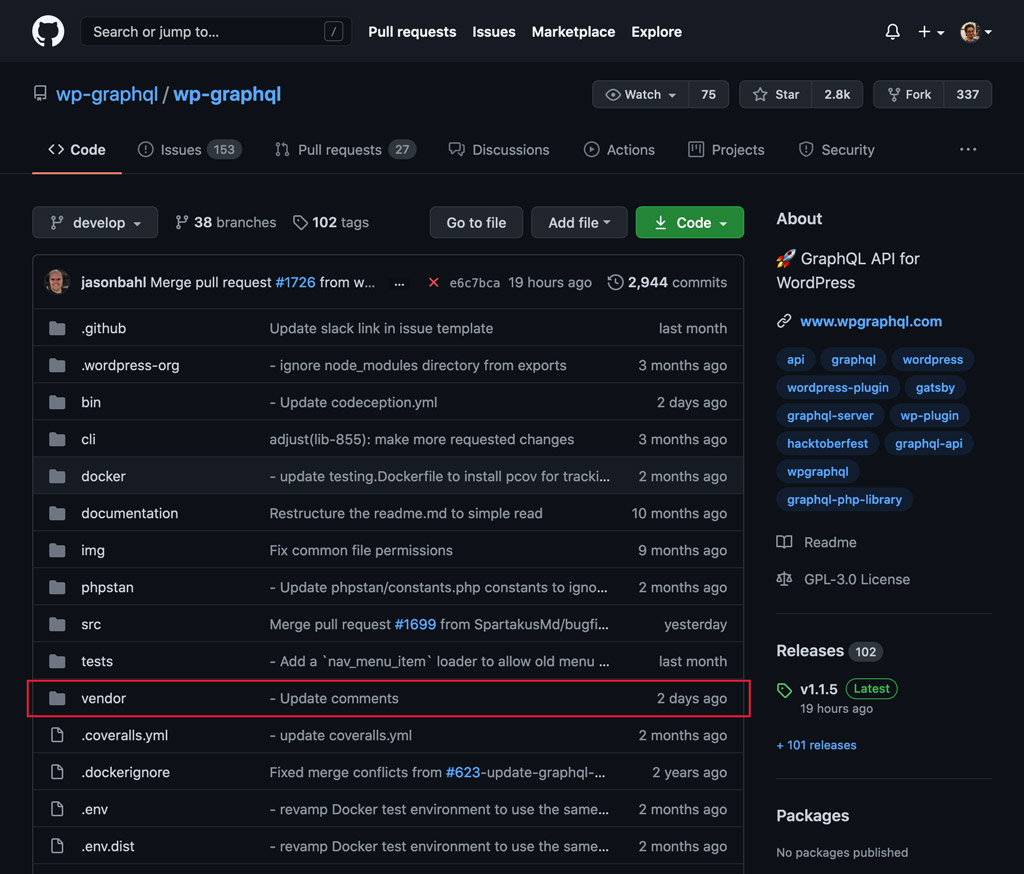 Search or jump to... /
Pull requests Issues Marketplace Explore
wp-graphql / wp-graphql
Watch 75 Star 2.8k Fork 337
Code Issues 153 Pull requests 27 Discussions Actions Projects Security ...
develop 38 branches 102 tags Go to file Add file Code
jasonbahl Merge pull request #1726 from w... ... e6c7bca 19 hours ago 2,944 commits
.github Update slack link in issue template last month
.wordpress-org - ignore node_modules directory from exports 3 months ago
bin - Update codeception.yml 2 days ago
cli adjust(lib-855): make more requested changes 3 months ago
docker - update testing.Dockerfile to install pcov for tracki... 2 months ago
documentation Restructure the readme.md to simple read 10 months ago
img Fix common file permissions 9 months ago
phpstan - Update phpstan/constants.php constants to igno... 2 months ago
src Merge pull request #1699 from SpartakusMd/bugfi... yesterday
tests - Add a `nav_menu_item` loader to allow old menu ... last month
vendor - Update comments 2 days ago
.coveralls.yml - update coveralls.yml 2 months ago
.dockerignore Fixed merge conflicts from #623-update-graphql-... 2 years ago
.env - revamp Docker test environment to use the same... 2 months ago
.env.dist - revamp Docker test environment to use the same... 2 months ago
About
🚀 GraphQL API for
WordPress
www.wpgraphql.com
api graphql wordpress
wordpress-plugin gatsby
graphql-server wp-plugin
hacktoberfest graphql-api
wpgraphql
graphql-php-library
Readme
GPL-3.0 License
Releases 102
v1.1.5 Latest
19 hours ago
+ 101 releases
Packages
No packages published